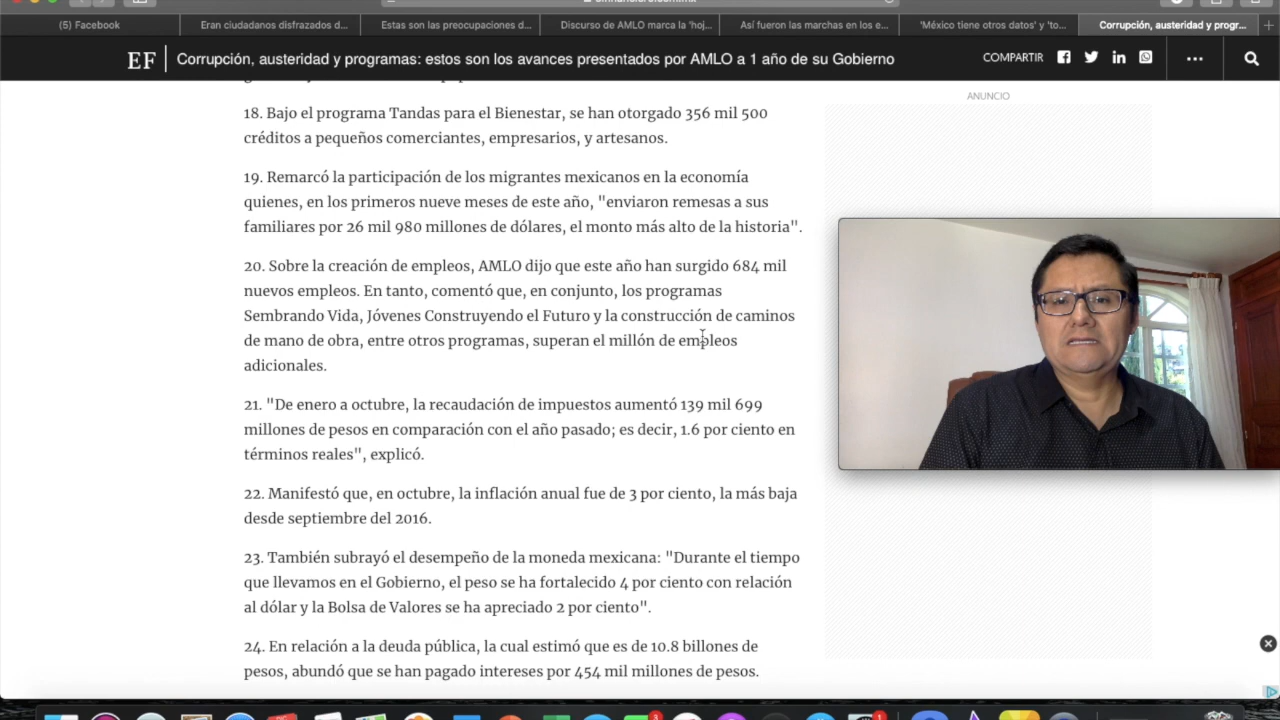 (5) Facebook
Eran ciudadanos disfrazados d...
Estas son las preocupaciones d...
Discurso de AMLO marca la 'hoj...
Así fueron las marchas en los e...
'México tiene otros datos' y 'to...
Corrupción, austeridad y progr...
EF Corrupción, austeridad y programas: estos son los avances presentados por AMLO a 1 año de su Gobierno
COMPARTIR
ANUNCIO
18. Bajo el programa Tandas para el Bienestar, se han otorgado 356 mil 500
créditos a pequeños comerciantes, empresarios, y artesanos.
19. Remarcó la participación de los migrantes mexicanos en la economía
quienes, en los primeros nueve meses de este año, "enviaron remesas a sus
familiares por 26 mil 980 millones de dólares, el monto más alto de la historia".
20. Sobre la creación de empleos, AMLO dijo que este año han surgido 684 mil
nuevos empleos. En tanto, comentó que, en conjunto, los programas
Sembrando Vida, Jóvenes Construyendo el Futuro y la construcción de caminos
de mano de obra, entre otros programas, superan el millón de empleos
adicionales.
21. "De enero a octubre, la recaudación de impuestos aumentó 139 mil 699
millones de pesos en comparación con el año pasado; es decir, 1.6 por ciento en
términos reales", explicó.
22. Manifestó que, en octubre, la inflación anual fue de 3 por ciento, la más baja
desde septiembre del 2016.
23. También subrayó el desempeño de la moneda mexicana: "Durante el tiempo
que llevamos en el Gobierno, el peso se ha fortalecido 4 por ciento con relación
al dólar y la Bolsa de Valores se ha apreciado 2 por ciento".
24. En relación a la deuda pública, la cual estimó que es de 10.8 billones de
pesos, abundó que se han pagado intereses por 454 mil millones de pesos.